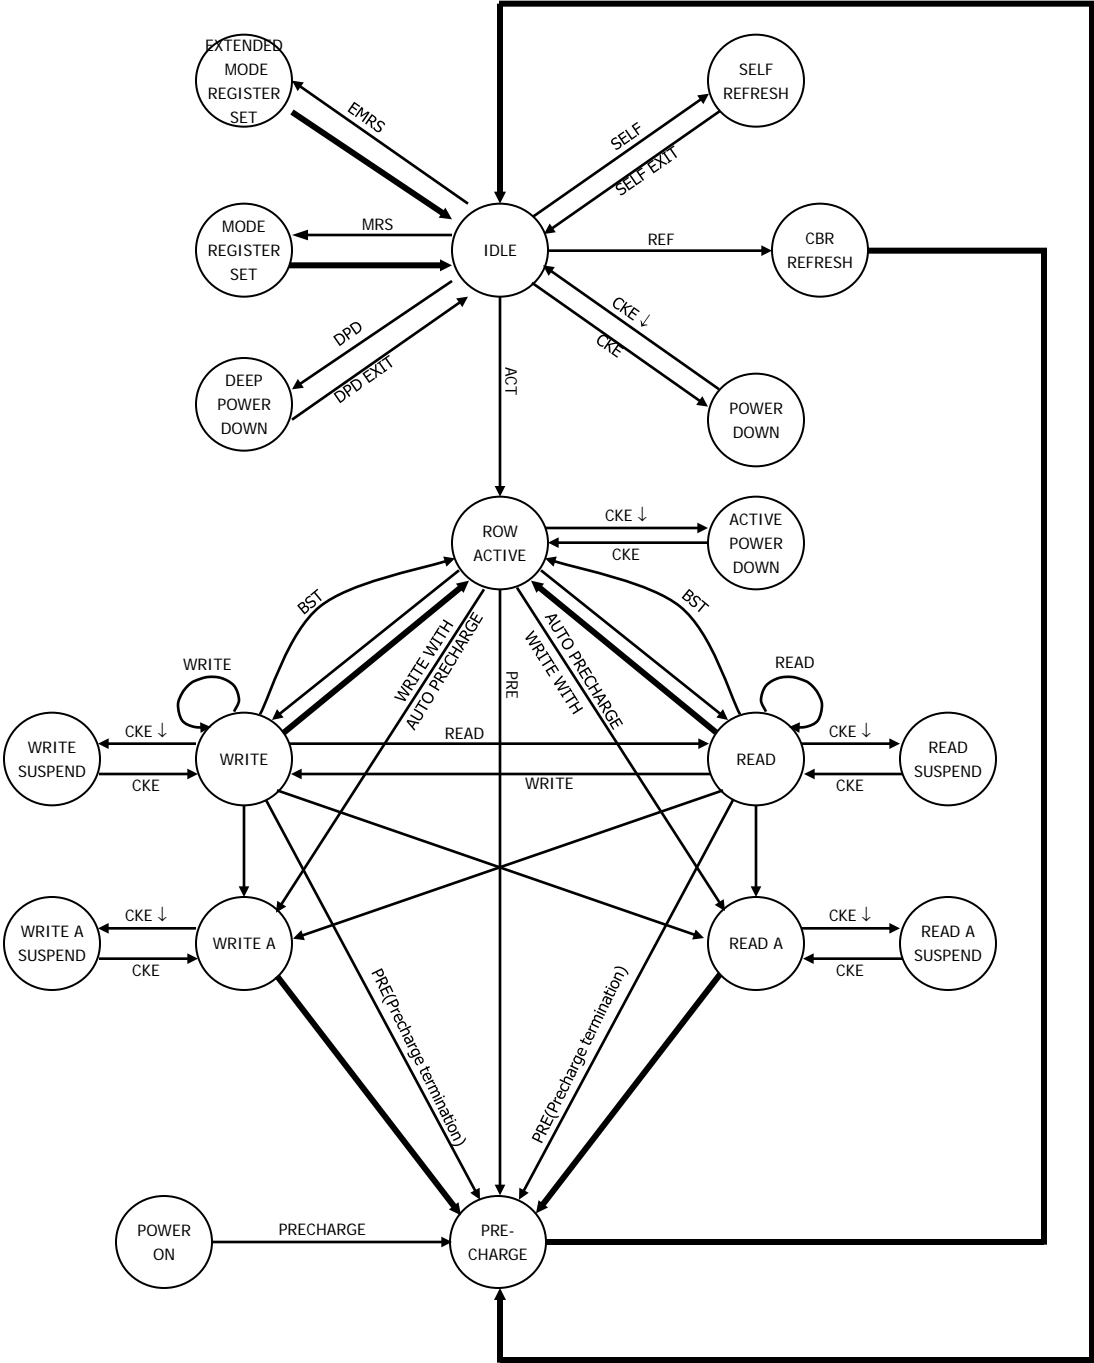 EXTENDED
MODE
REGISTER
SET
SELF
REFRESH
EMRS
SELF
SELF EXIT
MODE
REGISTER
SET
MRS
IDLE
REF
CBR
REFRESH
DPD
DPD EXIT
CKE ↓
CKE
DEEP
POWER
DOWN
ACT
POWER
DOWN
ROW
ACTIVE
CKE ↓
CKE
ACTIVE
POWER
DOWN
BST
BST
WRITE WITH
AUTO PRECHARGE
PRE
AUTO PRECHARGE
WRITE WITH
WRITE
READ
WRITE
SUSPEND
CKE ↓
CKE
WRITE
READ
WRITE
READ
CKE ↓
CKE
READ
SUSPEND
WRITE A
SUSPEND
CKE ↓
CKE
WRITE A
READ A
CKE ↓
CKE
READ A
SUSPEND
PRE(Precharge termination)
PRE(Precharge termination)
POWER
ON
PRECHARGE
PRE-
CHARGE